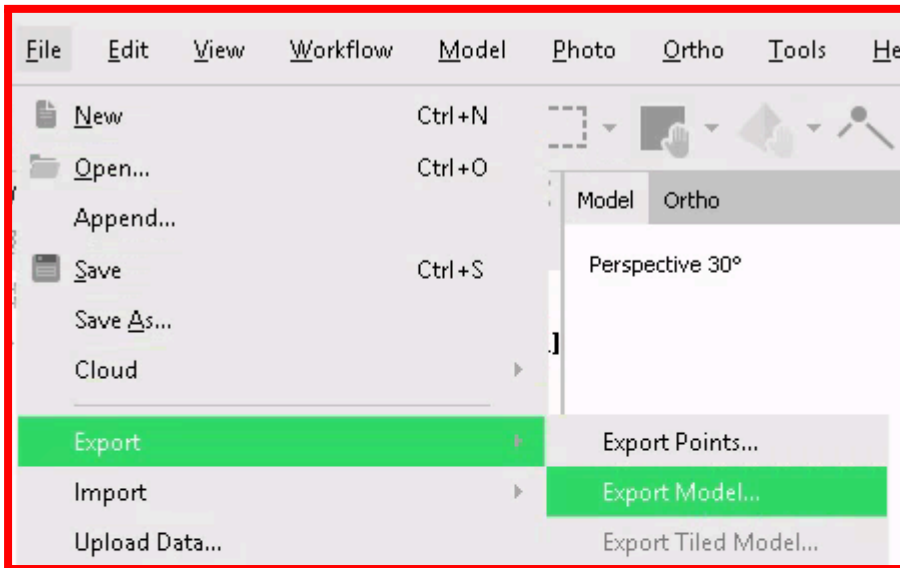 File Edit View Workflow Model Photo Ortho Tools He
New Ctrl+N
Open... Ctrl+O
Append...
Save Ctrl+S
Save As...
Cloud
Export
Import
Upload Data...
Model Ortho
Perspective 30°
Export Points...
Export Model...
Export Tiled Model...